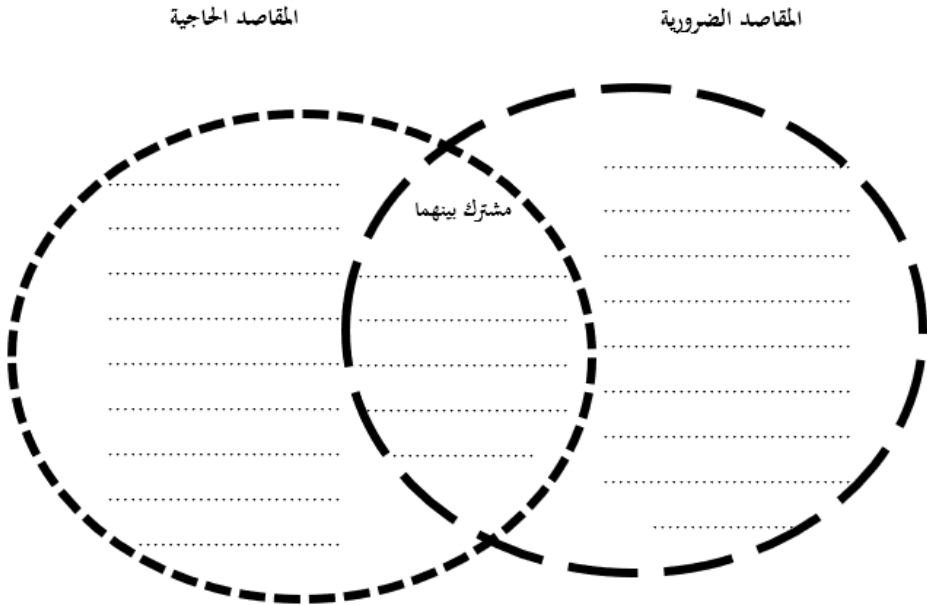 المقاصد الضرورية
المقاصد الحاجية
مشترك بينهما